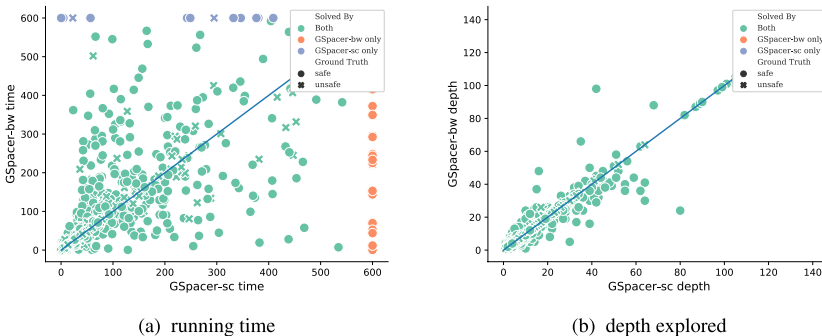 600
500
400
300
200
100
0
GSpacer-bw time
0
100
200
300
400
500
600
GSpacer-sc time
Solved By
Both
GSpacer-bw only
GSpacer-sc only
Ground Truth
safe
unsafe
(a) running time
140
120
100
80
60
40
20
0
GSpacer-bw depth
0
20
40
60
80
100
120
140
GSpacer-sc depth
Solved By
Both
GSpacer-bw only
GSpacer-sc only
Ground Truth
safe
unsafe
(b) depth explored